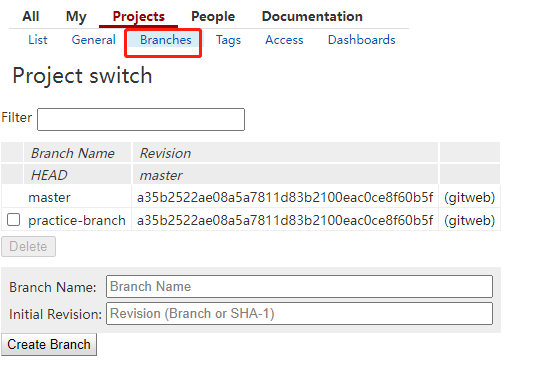 All My Projects People Documentation
List General Branches Tags Access Dashboards
Project switch
Filter
Branch Name Revision
HEAD master
master a35b2522ae08a5a7811d83b2100eac0ce8f60b5f (gitweb)
practice-branch a35b2522ae08a5a7811d83b2100eac0ce8f60b5f (gitweb)
Delete
Branch Name: Branch Name
Initial Revision: Revision (Branch or SHA-1)
Create Branch